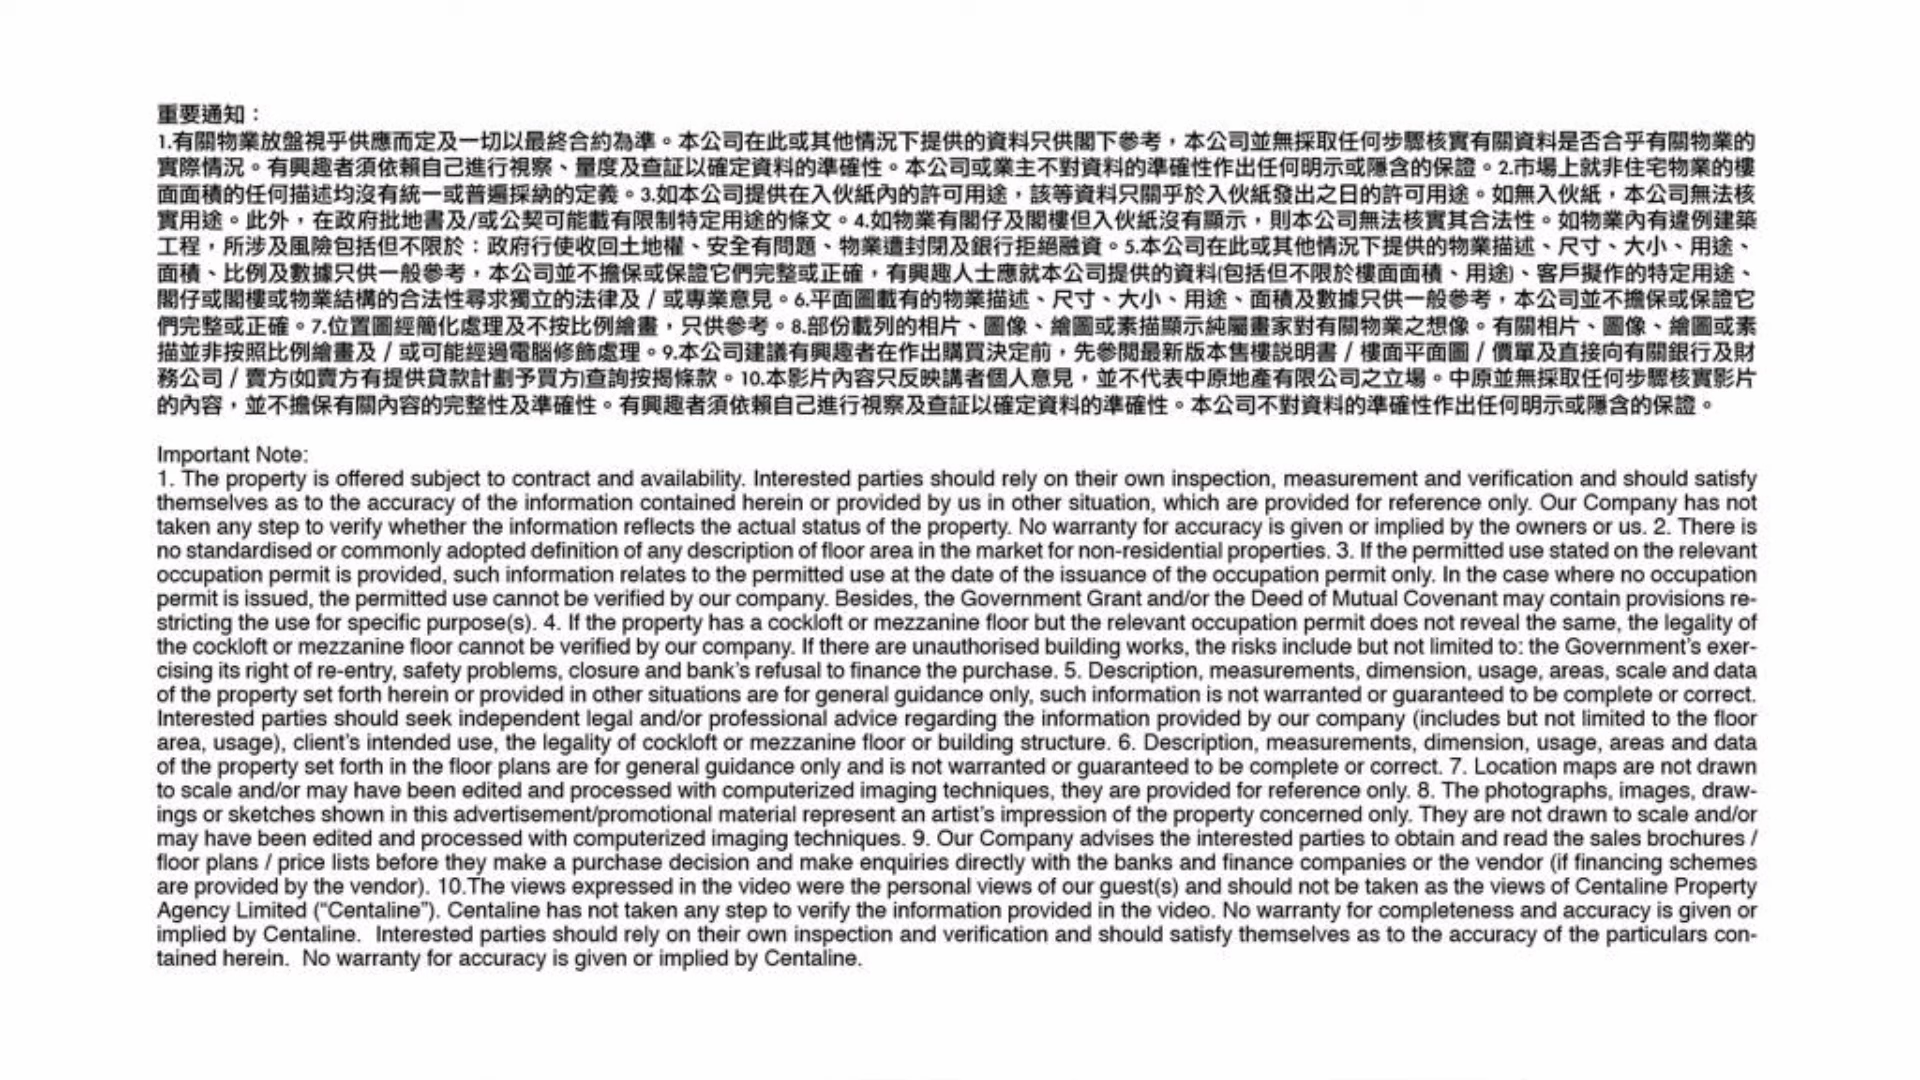 重要通知：
1.有關物業放盤視乎供應而定及一切以最終合約為準。本公司在此或其他情況下提供的資料只供閣下參考，本公司並無採取任何步驟核實有關資料是否合乎有關物業的
實際情況。有興趣者須依賴自己進行視察、量度及查証以確定資料的準確性。本公司或業主不對資料的準確性作出任何明示或隱含的保證。2.市場上就非住宅物業的樓
面面積的任何描述均沒有統一或普遍採納的定義。3.如本公司提供在入伙紙內的許可用途，該等資料只關乎於入伙紙發出之日的許可用途。如無入伙紙，本公司無法核
實用途。此外，在政府批地書及/或公契可能載有限制特定用途的條文。4.如物業有閣仔及閣樓但入伙紙沒有顯示，則本公司無法核實其合法性。如物業內有違例建築
工程，所涉及風險包括但不限於：政府行使收回土地權、安全有問題、物業遭封閉及銀行拒絕融資。5.本公司在此或其他情況下提供的物業描述、尺寸、大小、用途、
面積、比例及數據只供一般參考，本公司並不擔保或保證它們完整或正確，有興趣人士應就本公司提供的資料(包括但不限於樓面面積、用途)、客戶擬作的特定用途、
閣仔或閣樓或物業結構的合法性尋求獨立的法律及 / 或專業意見。6.平面圖載有的物業描述、尺寸、大小、用途、面積及數據只供一般參考，本公司並不擔保或保證它
們完整或正確。7.位置圖經簡化處理及不按比例繪畫，只供參考。8.部份載列的相片、圖像、繪圖或素描顯示純屬畫家對有關物業之想像。有關相片、圖像、繪圖或素
描並非按照比例繪畫及 / 或可能經過電腦修飾處理。9.本公司建議有興趣者在作出購買決定前，先參閱最新版本售樓説明書 / 樓面平面圖 / 價單及直接向有關銀行及財
務公司 / 賣方(如賣方有提供貸款計劃予買方)查詢按揭條款。10.本影片內容只反映講者個人意見，並不代表中原地產有限公司之立場。中原並無採取任何步驟核實影片
的內容，並不擔保有關內容的完整性及準確性。有興趣者須依賴自己進行視察及查証以確定資料的準確性。本公司不對資料的準確性作出任何明示或隱含的保證。
Important Note:
1. The property is offered subject to contract and availability. Interested parties should rely on their own inspection, measurement and verification and should satisfy
themselves as to the accuracy of the information contained herein or provided by us in other situation, which are provided for reference only. Our Company has not
taken any step to verify whether the information reflects the actual status of the property. No warranty for accuracy is given or implied by the owners or us. 2. There is
no standardised or commonly adopted definition of any description of floor area in the market for non-residential properties. 3. If the permitted use stated on the relevant
occupation permit is provided, such information relates to the permitted use at the date of the issuance of the occupation permit only. In the case where no occupation
permit is issued, the permitted use cannot be verified by our company. Besides, the Government Grant and/or the Deed of Mutual Covenant may contain provisions re-
stricting the use for specific purpose(s). 4. If the property has a cockloft or mezzanine floor but the relevant occupation permit does not reveal the same, the legality of
the cockloft or mezzanine floor cannot be verified by our company. If there are unauthorised building works, the risks include but not limited to: the Government’s exer-
cising its right of re-entry, safety problems, closure and bank’s refusal to finance the purchase. 5. Description, measurements, dimension, usage, areas, scale and data
of the property set forth herein or provided in other situations are for general guidance only, such information is not warranted or guaranteed to be complete or correct.
Interested parties should seek independent legal and/or professional advice regarding the information provided by our company (includes but not limited to the floor
area, usage), client’s intended use, the legality of cockloft or mezzanine floor or building structure. 6. Description, measurements, dimension, usage, areas and data
of the property set forth in the floor plans are for general guidance only and is not warranted or guaranteed to be complete or correct. 7. Location maps are not drawn
to scale and/or may have been edited and processed with computerized imaging techniques, they are provided for reference only. 8. The photographs, images, draw-
ings or sketches shown in this advertisement/promotional material represent an artist’s impression of the property concerned only. They are not drawn to scale and/or
may have been edited and processed with computerized imaging techniques. 9. Our Company advises the interested parties to obtain and read the sales brochures /
floor plans / price lists before they make a purchase decision and make enquiries directly with the banks and finance companies or the vendor (if financing schemes
are provided by the vendor). 10.The views expressed in the video were the personal views of our guest(s) and should not be taken as the views of Centaline Property
Agency Limited (“Centaline”). Centaline has not taken any step to verify the information provided in the video. No warranty for completeness and accuracy is given or
implied by Centaline.  Interested parties should rely on their own inspection and verification and should satisfy themselves as to the accuracy of the particulars con-
tained herein.  No warranty for accuracy is given or implied by Centaline.